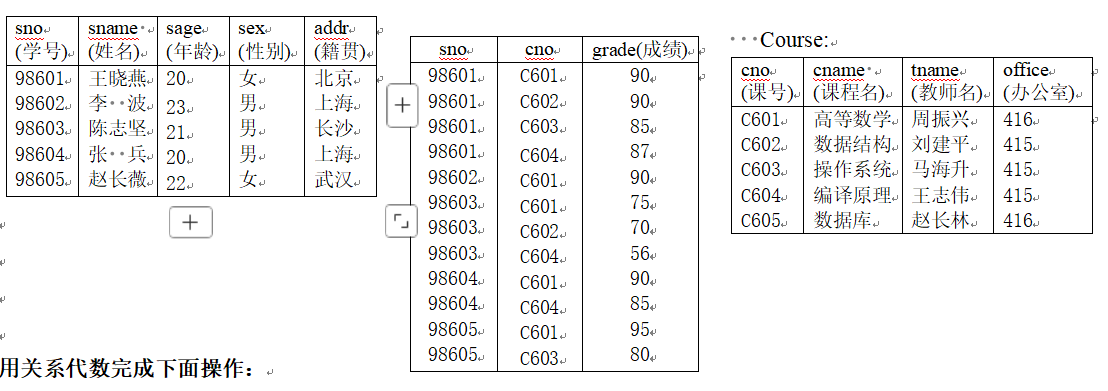 sno sname sage sex addr
(学号) (姓名) (年龄) (性别) (籍贯)
98601 王晓燕 20 女 北京
98602 李  波 23 男 上海
98603 陈志坚 21 男 长沙
98604 张  兵 20 男 上海
98605 赵长薇 22 女 武汉
sno cno grade(成绩)
98601 C601 90
98601 C602 90
98601 C603 85
98601 C604 87
98602 C601 90
98603 C601 75
98603 C602 70
98603 C604 56
98604 C601 90
98604 C604 85
98605 C601 95
98605 C603 80
Course:
cno cname tname office
(课号) (课程名) (教师名) (办公室)
C601 高等数学 周振兴 416
C602 数据结构 刘建平 415
C603 操作系统 马海升 415
C604 编译原理 王志伟 415
C605 数据库 赵长林 416
用关系代数完成下面操作：